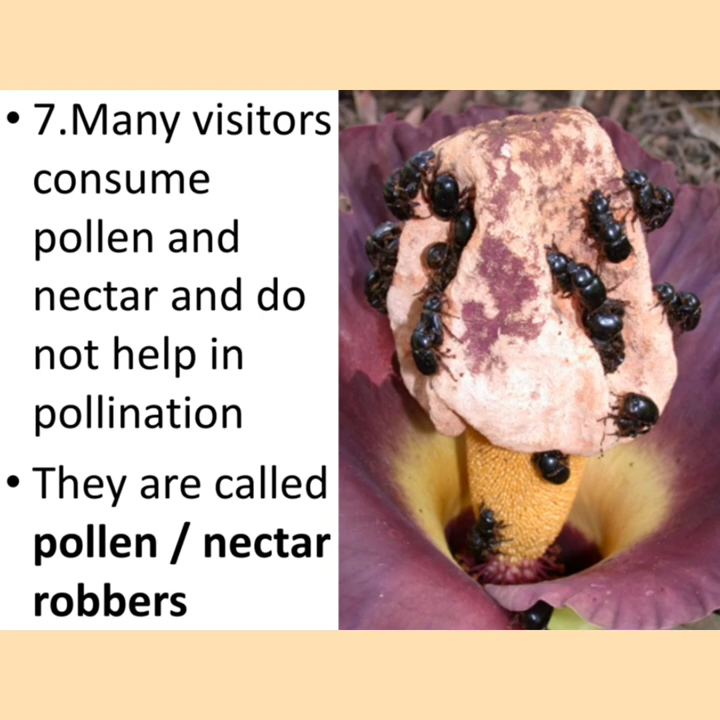 • 7.Many visitors
consume
pollen and
nectar and do
not help in
pollination
• They are called
pollen / nectar
robbers